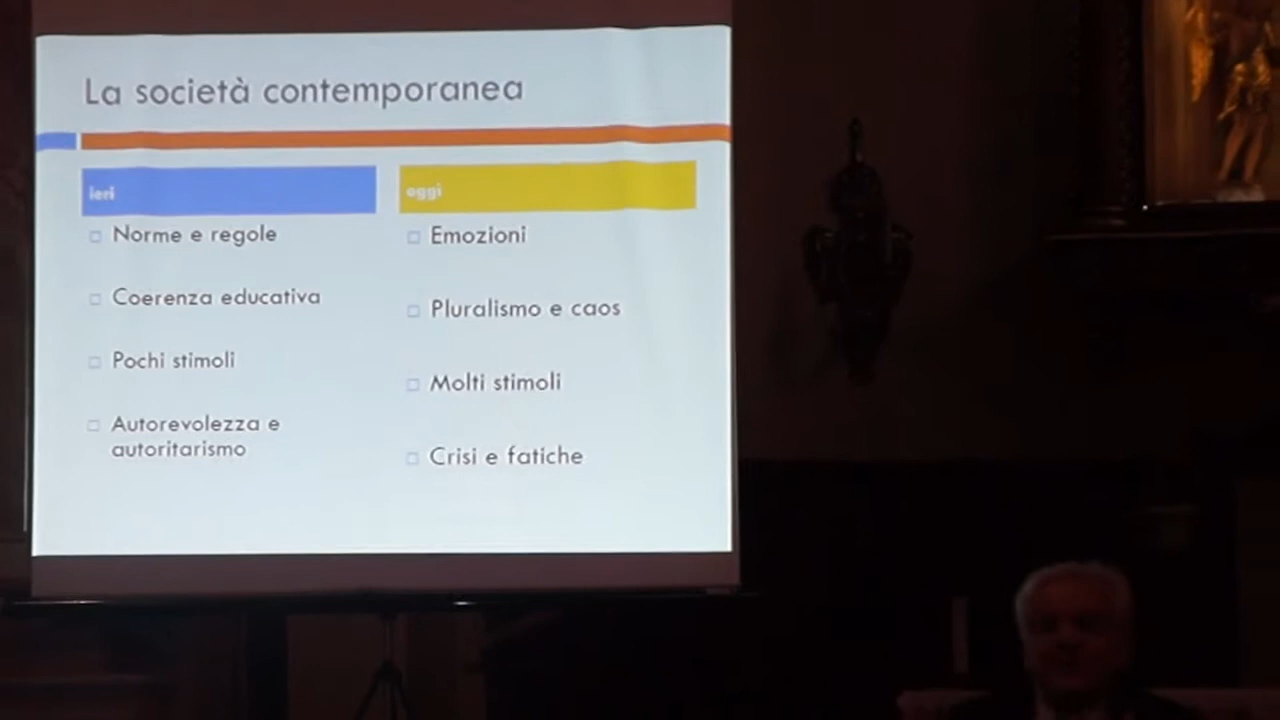 La società contemporanea
ieri
Norme e regole
Coerenza educativa
Pochi stimoli
Autorevolezza e
autoritarismo
oggi
Emozioni
Pluralismo e caos
Molti stimoli
Crisi e fatiche